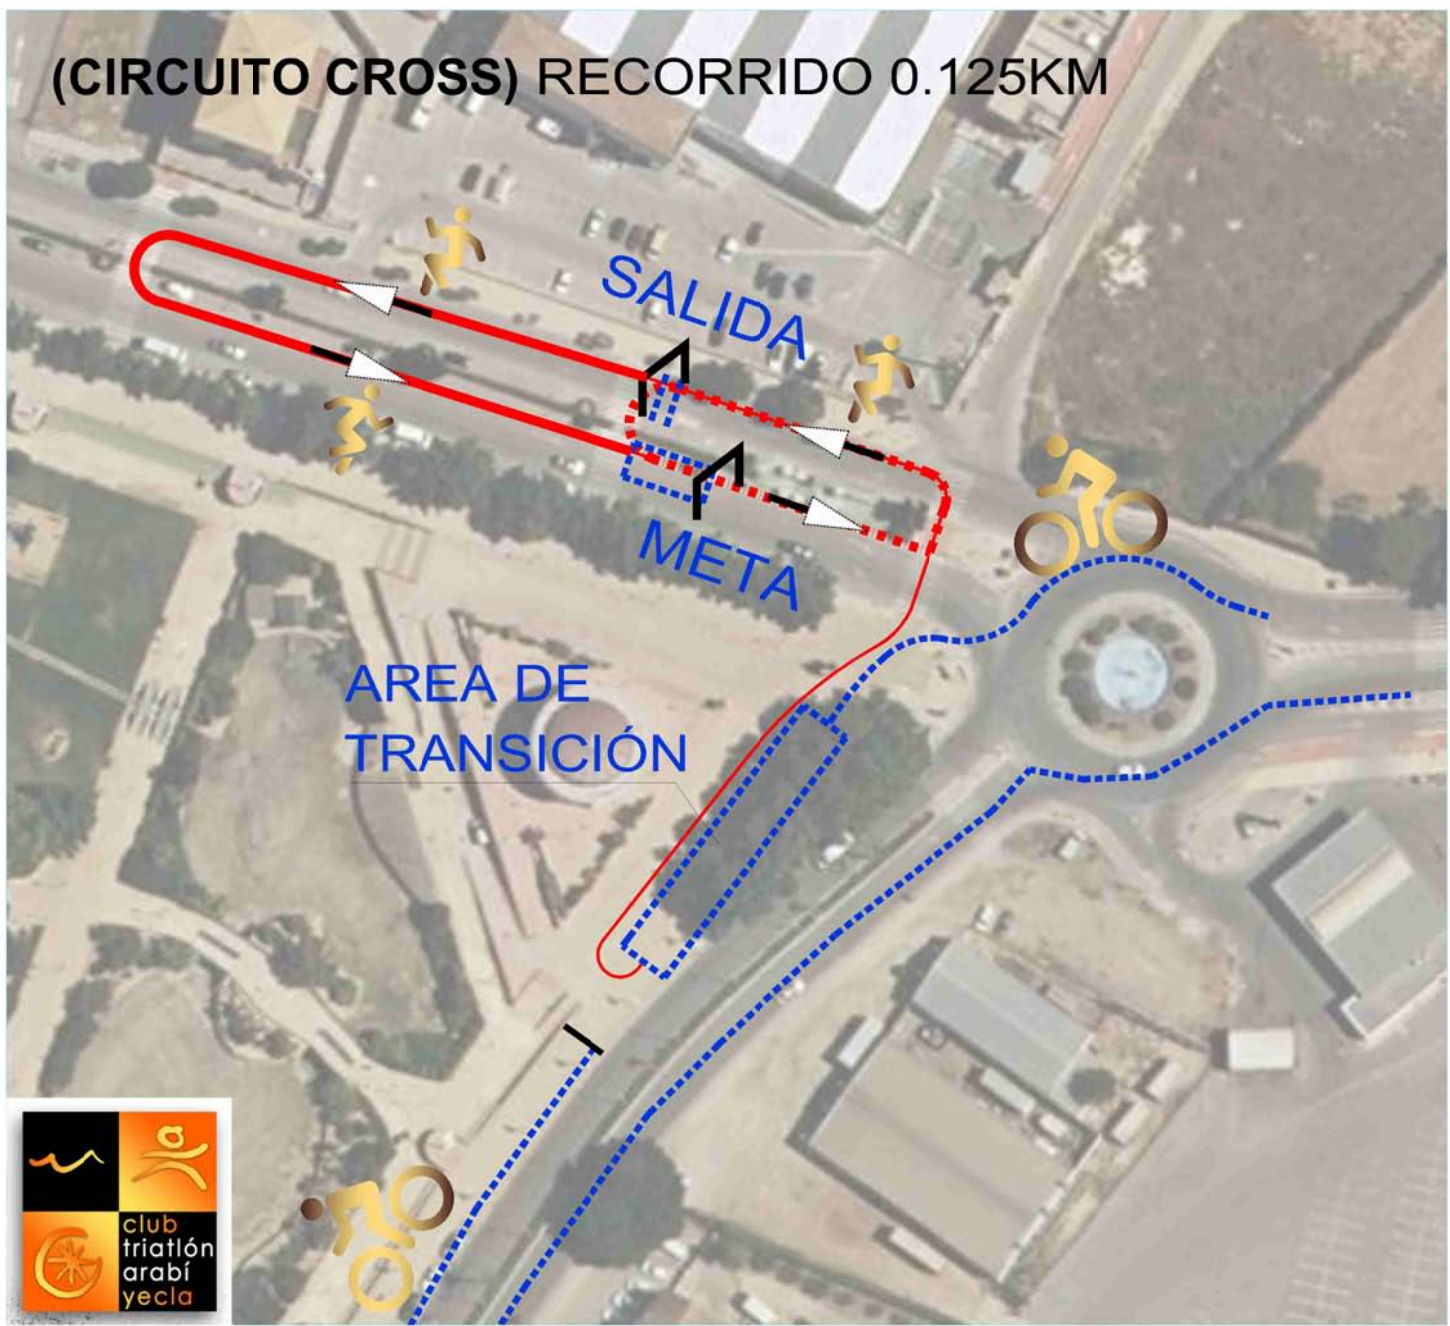 (CIRCUITO CROSS) RECORRIDO 0.125KM
SALIDA
META
AREA DE
TRANSICIÓN
club
triatlón
arabí
yecla